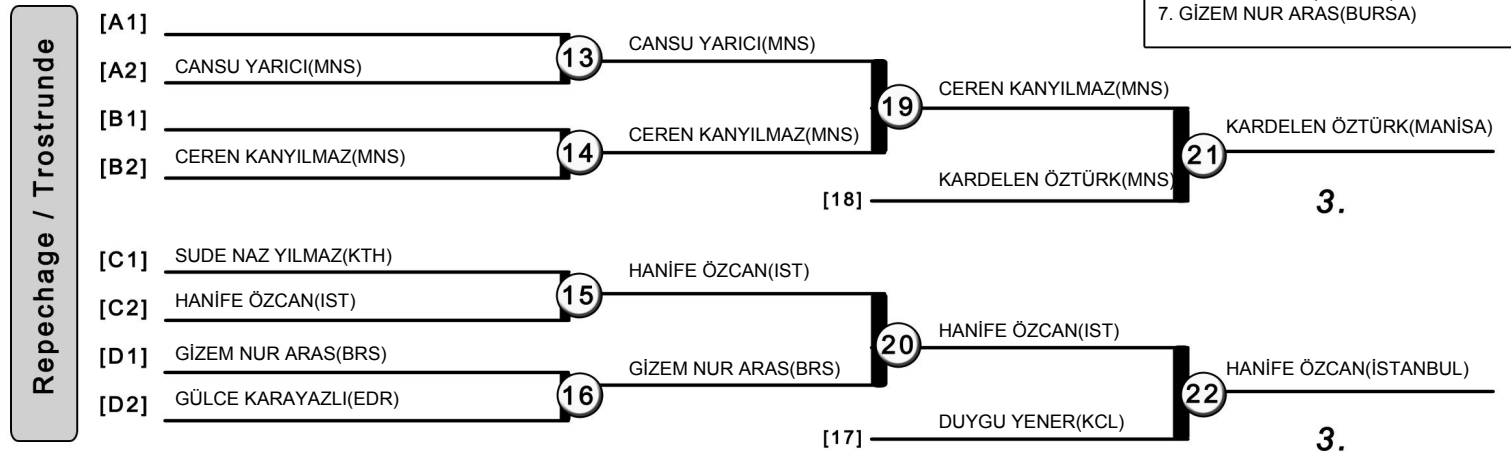 7. GİZEM NUR ARAS(BURSA)
Repechage / Trostrunde
[A1]
[A2] CANSU YARICI(MNS)
13
CANSU YARICI(MNS)
[B1]
[B2] CEREN KANYILMAZ(MNS)
14
CEREN KANYILMAZ(MNS)
19
CEREN KANYILMAZ(MNS)
[18] KARDELEN ÖZTÜRK(MNS)
21
KARDELEN ÖZTÜRK(MANİSA)
3.
[C1] SUDE NAZ YILMAZ(KTH)
[C2] HANİFE ÖZCAN(IST)
15
HANİFE ÖZCAN(IST)
[D1] GİZEM NUR ARAS(BRS)
[D2] GÜLCE KARAYAZLI(EDR)
16
GİZEM NUR ARAS(BRS)
20
HANİFE ÖZCAN(IST)
[17] DUYGU YENER(KCL)
22
HANİFE ÖZCAN(İSTANBUL)
3.